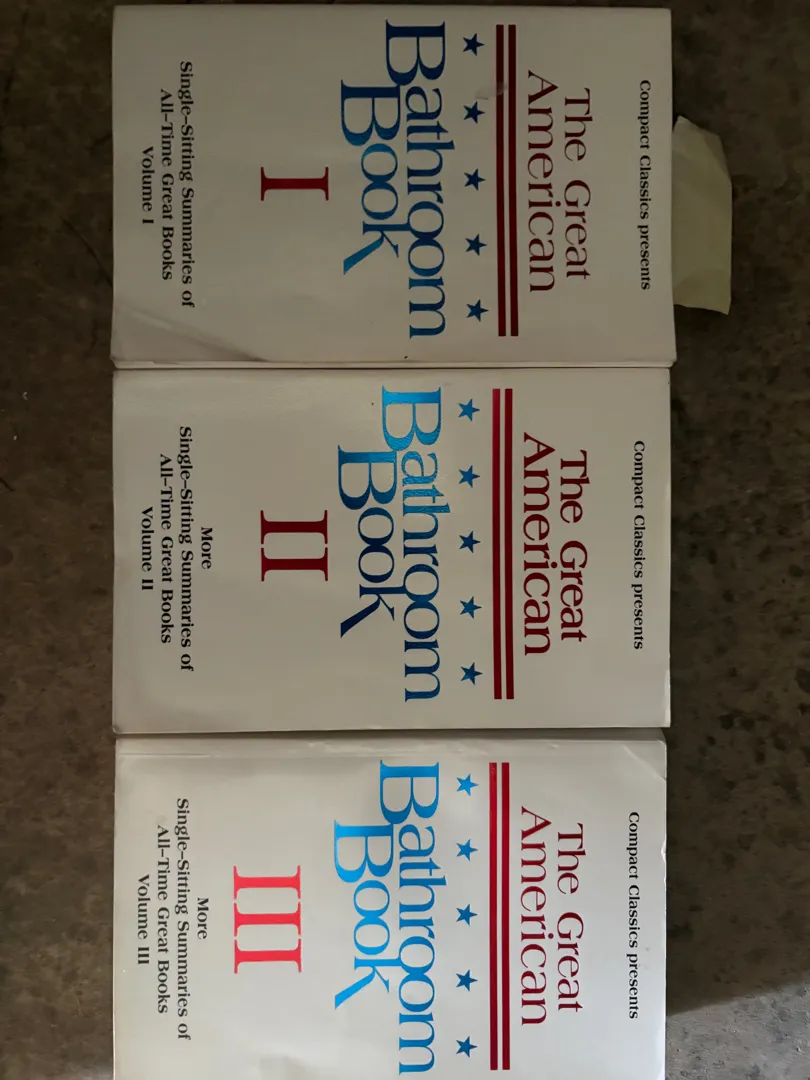 Compact Classics presents
The Great
American
Bathroom
Book
I
Single-Sitting Summaries of
All-Time Great Books
Volume I
Compact Classics presents
The Great
American
Bathroom
Book
II
More
Single-Sitting Summaries of
All-Time Great Books
Volume II
Compact Classics presents
The Great
American
Bathroom
Book
III
More
Single-Sitting Summaries of
All-Time Great Books
Volume III